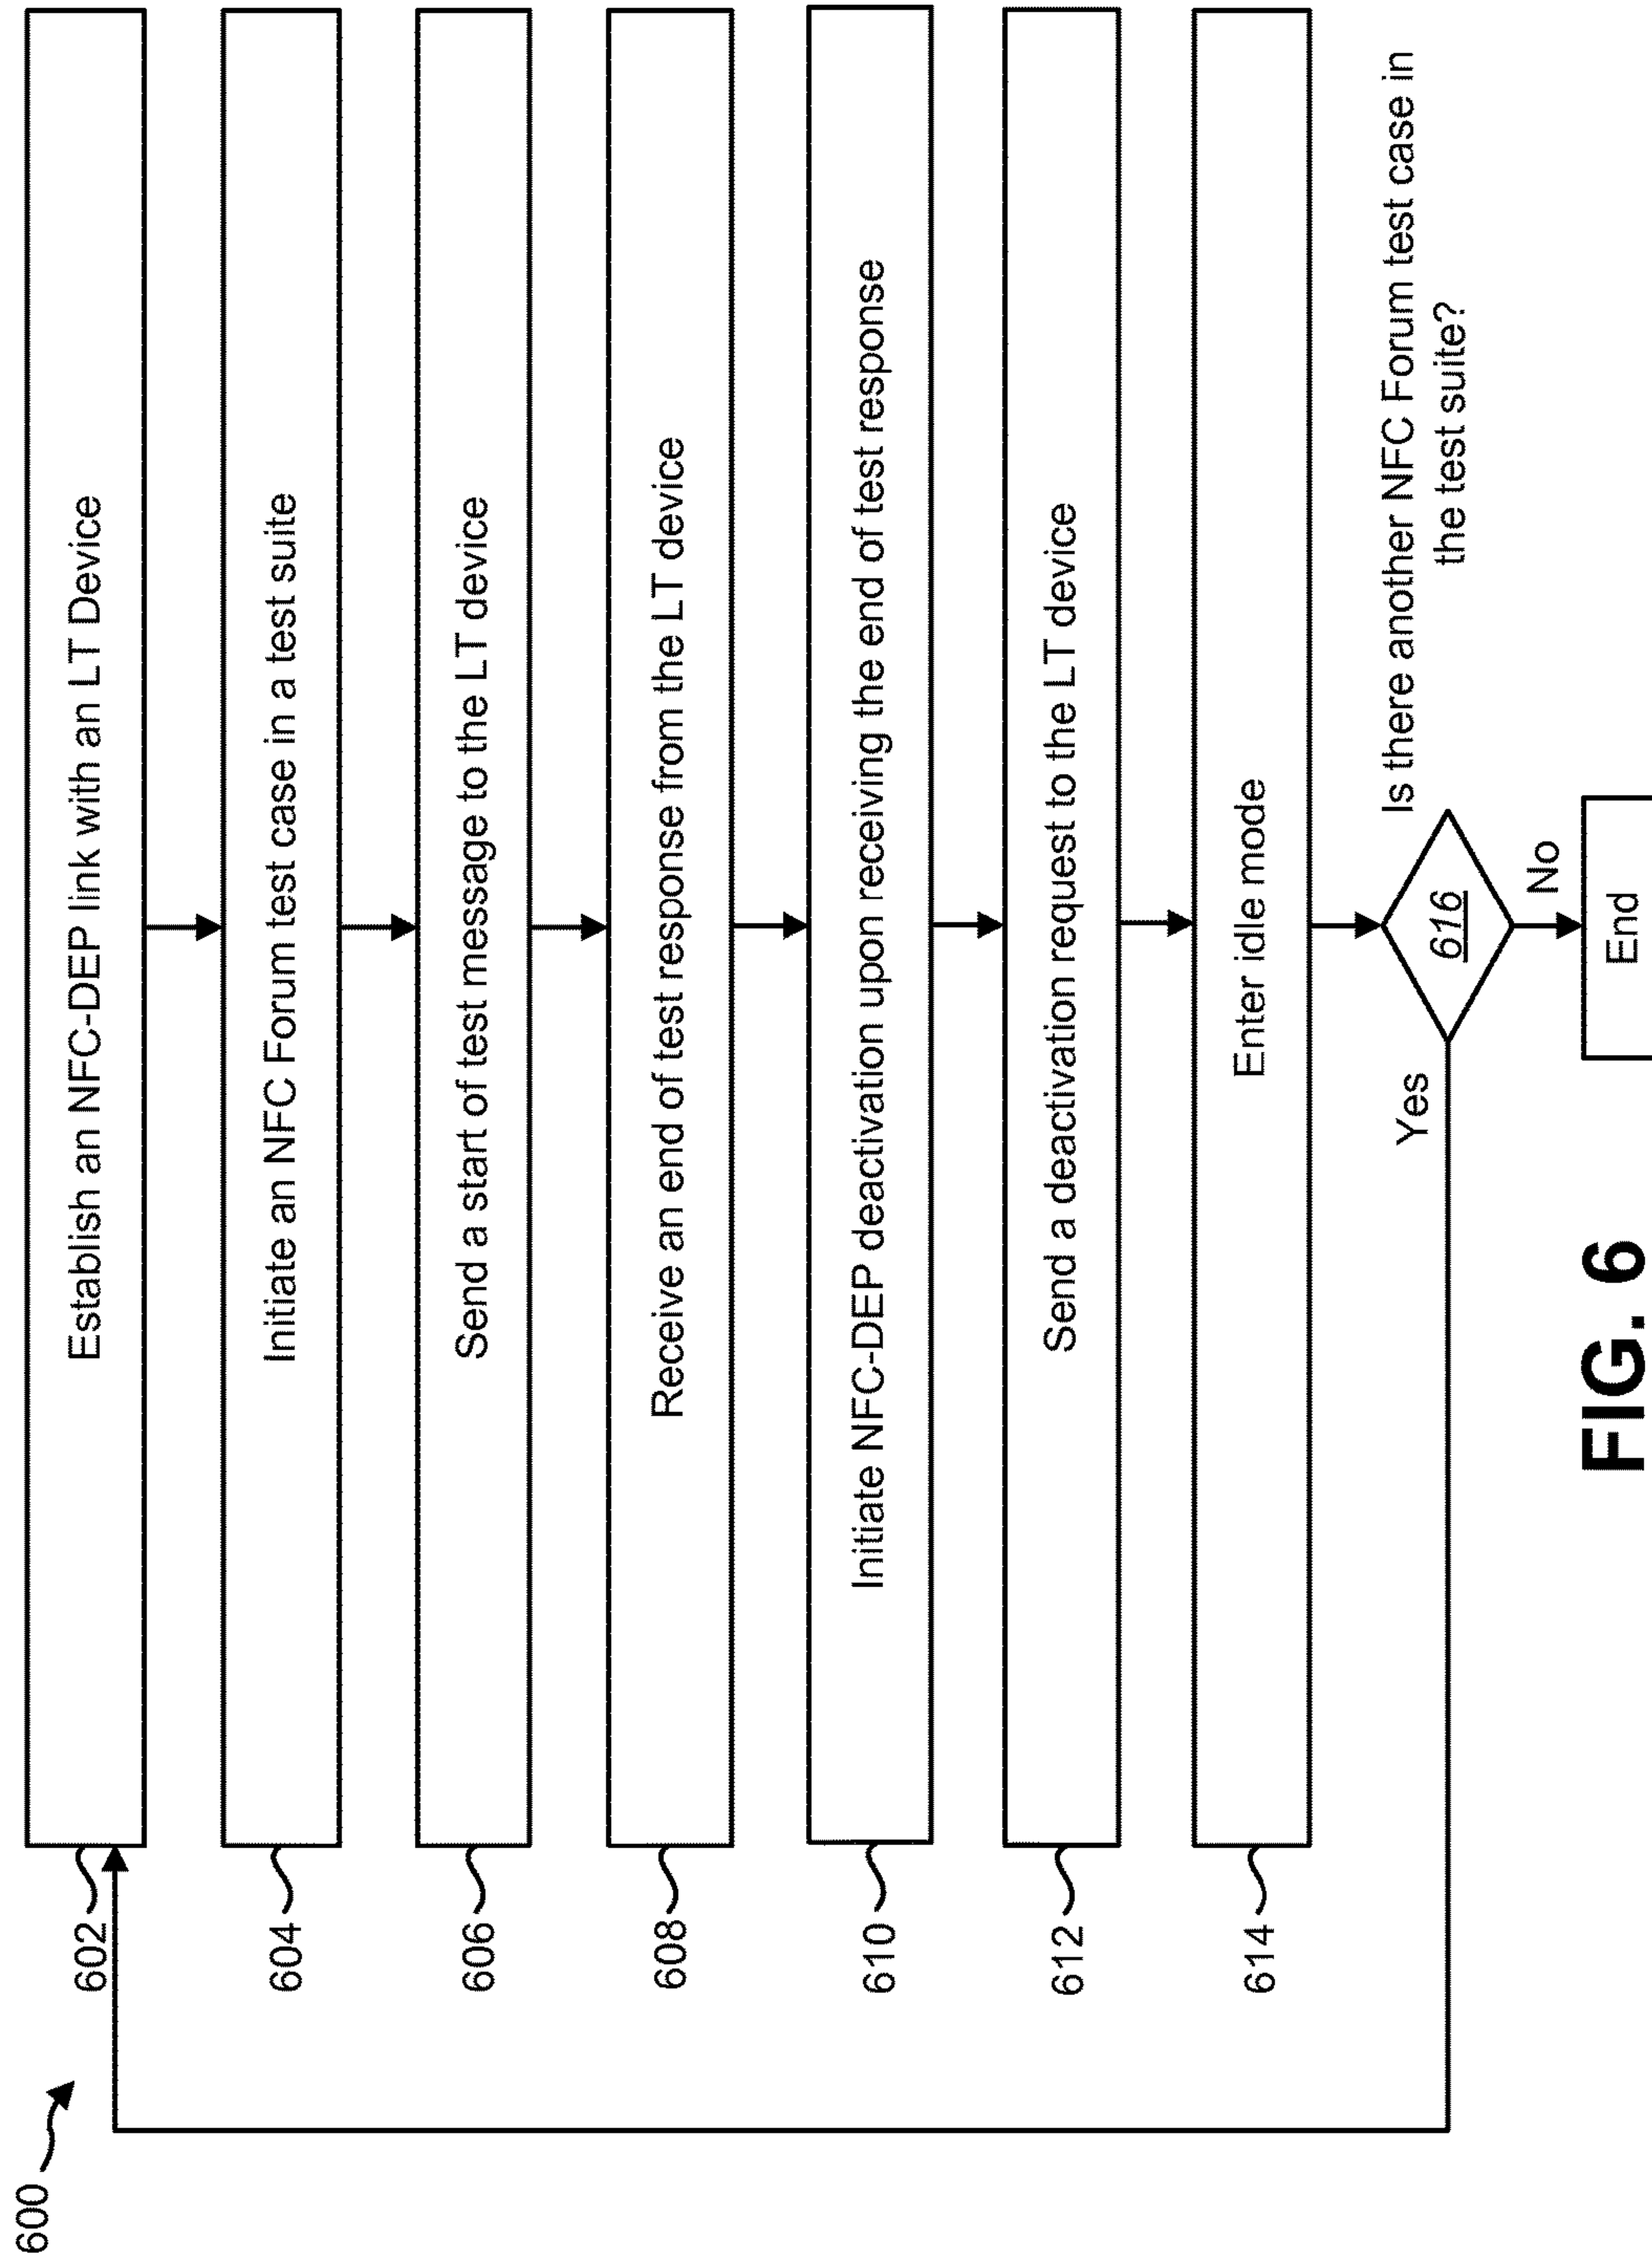 600
602
Establish an NFC-DEP link with an LT Device
604
Initiate an NFC Forum test case in a test suite
606
Send a start of test message to the LT device
608
Receive an end of test response from the LT device
610
Initiate NFC-DEP deactivation upon receiving the end of test response
612
Send a deactivation request to the LT device
614
Enter idle mode
Is there another NFC Forum test case in
the test suite?
616
Yes
No
End
FIG. 6